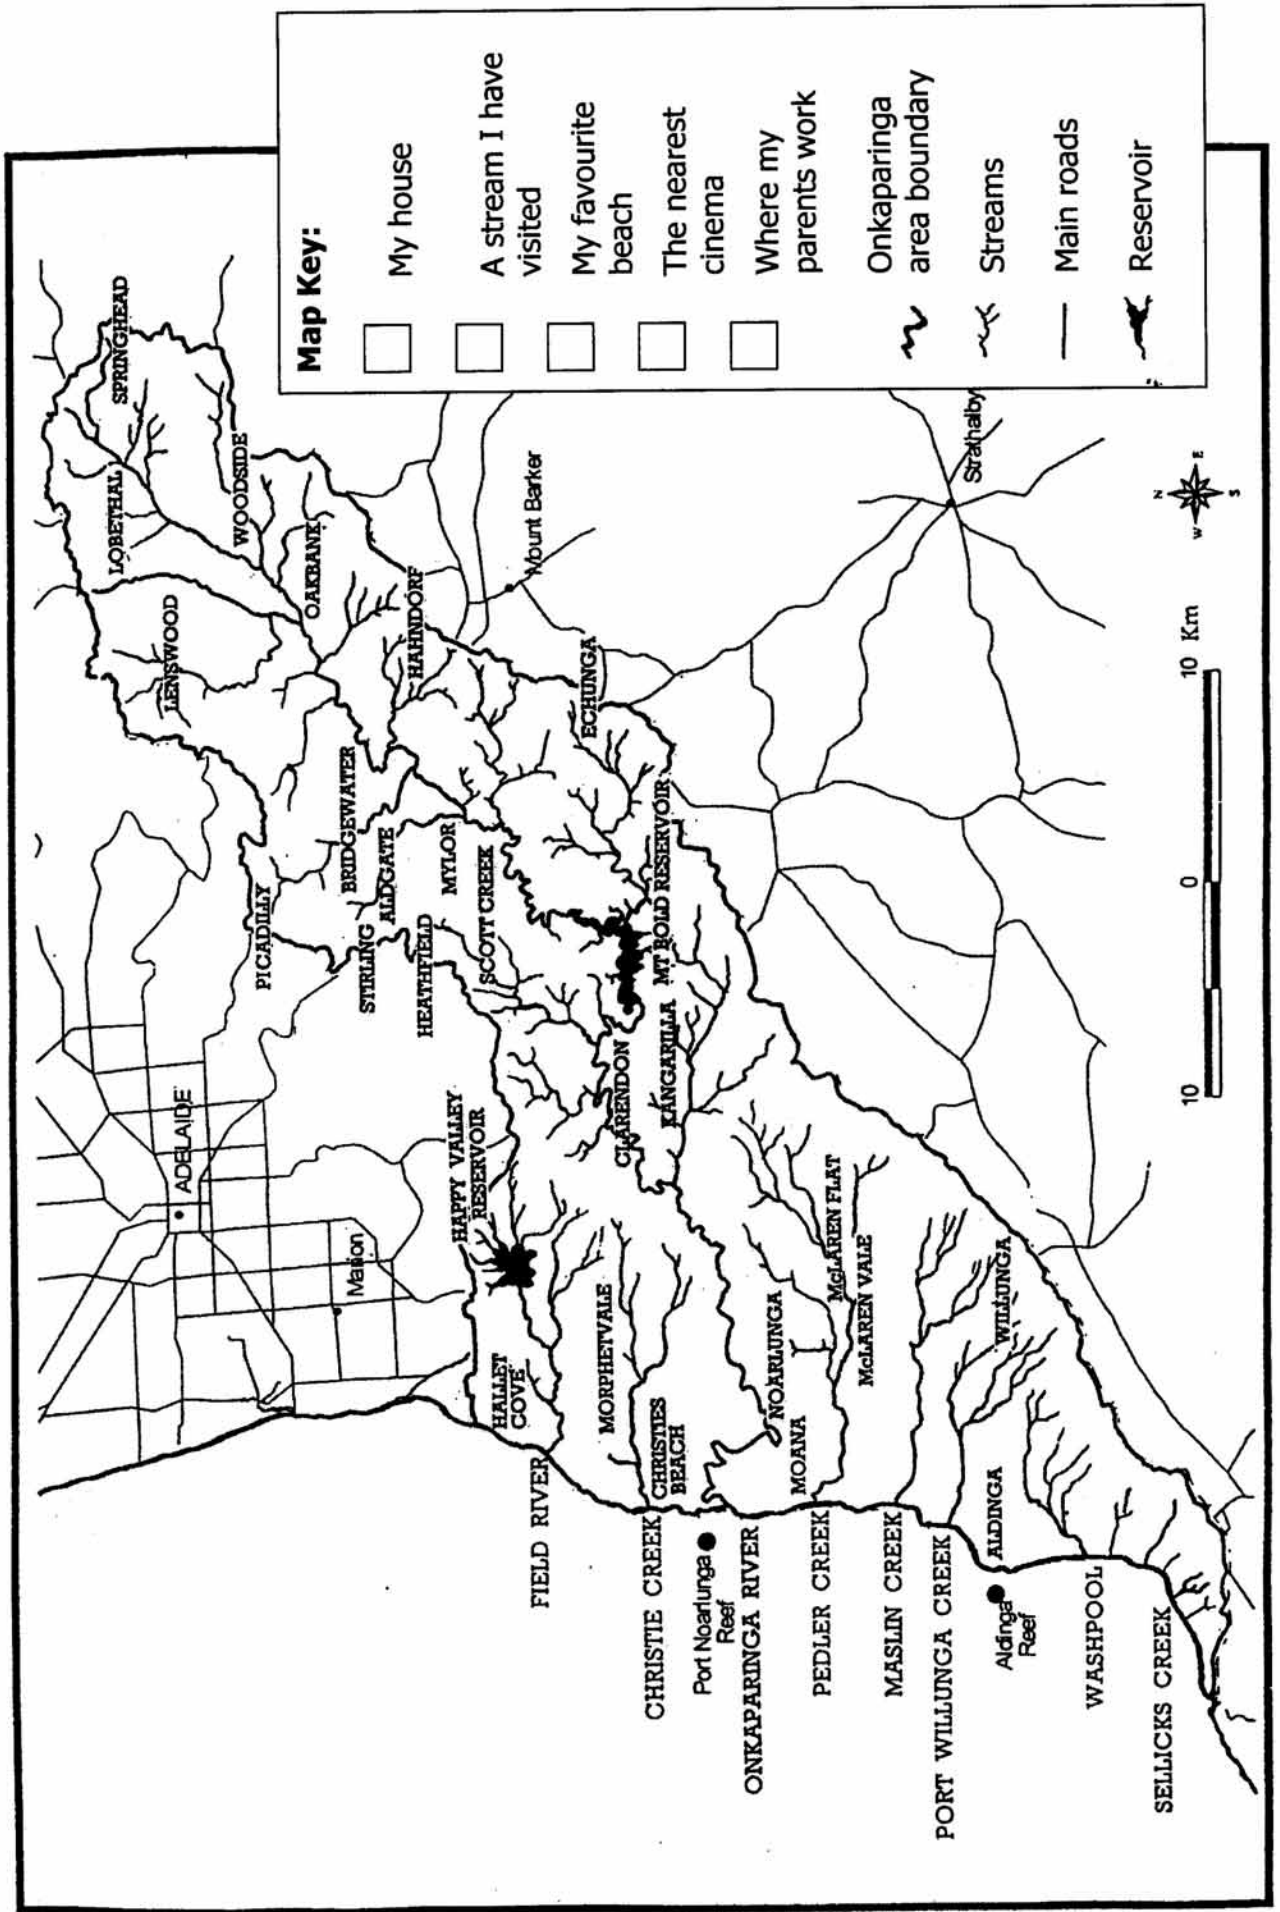 Map Key:
My house
A stream I have
visited
My favourite
beach
The nearest
cinema
Where my
parents work
Onkaparinga
area boundary
Streams
Main roads
Reservoir
SPRINGHEAD
LOBETHAL
WOODSIDE
LENSWOOD
OAKBANK
HAHNDORF
Mount Barker
ECHUNGA
Strathalby
PICADILLY
BRIDGEWATER
ALDGATE
STIRLING
MYLOR
HEATHFIELD
SCOTT CREEK
MT BOLD RESERVOIR
CLARENDON
KANGARILLA
ADELAIDE
Marion
HAPPY VALLEY
RESERVOIR
HALLET
COVE
MORPHETVALE
CHRISTIES
BEACH
NOARLUNGA
MOANA
McLAREN FLAT
McLAREN VALE
WILLUNGA
ALDINGA
FIELD RIVER
CHRISTIE CREEK
Port Noarlunga
Reef
ONKAPARINGA RIVER
PEDLER CREEK
MASLIN CREEK
PORT WILLUNGA CREEK
Aldinga
Reef
WASHPOOL
SELLICKS CREEK
N
W
E
S
10 0 10 Km